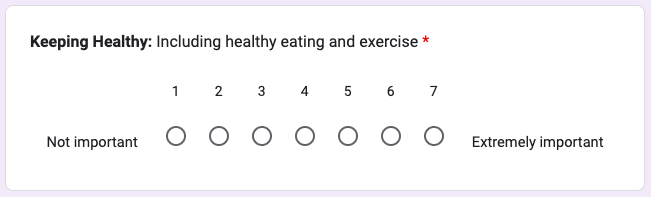 Keeping Healthy: Including healthy eating and exercise *
1 2 3 4 5 6 7
Not important Extremely important